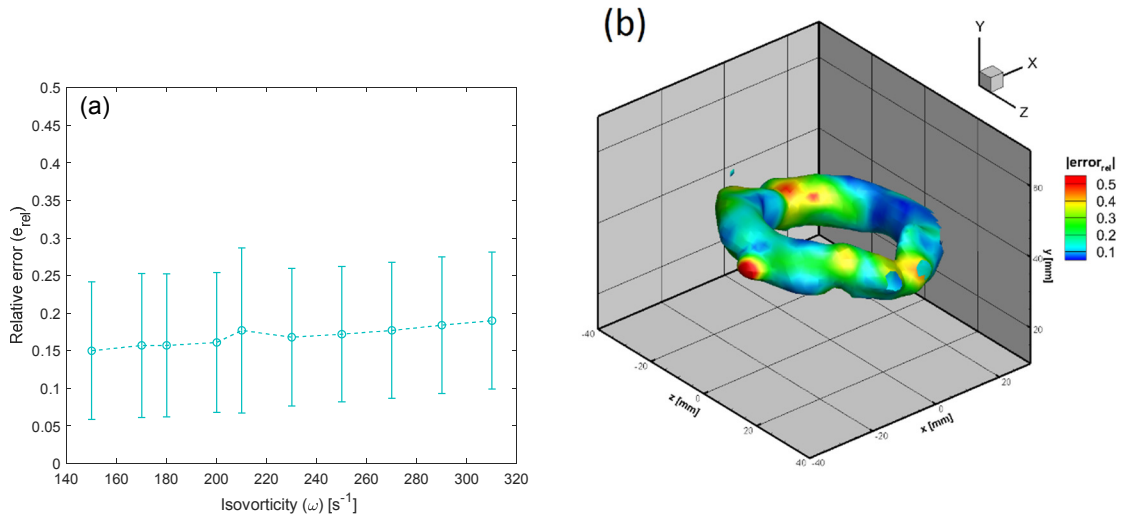 (a)
0.5
0.45
0.4
0.35
0.3
0.25
0.2
0.15
0.1
0.05
0
140 160 180 200 220 240 260 280 300 320
Relative error (e_rel)
Isovorticity (ω) [s⁻¹]
(b)
Y
X
Z
|error_rel|
0.5
0.4
0.3
0.2
0.1
80
40
20
y [mm]
-40
-20
0
20
40
z [mm]
-40
-20
0
20
x [mm]